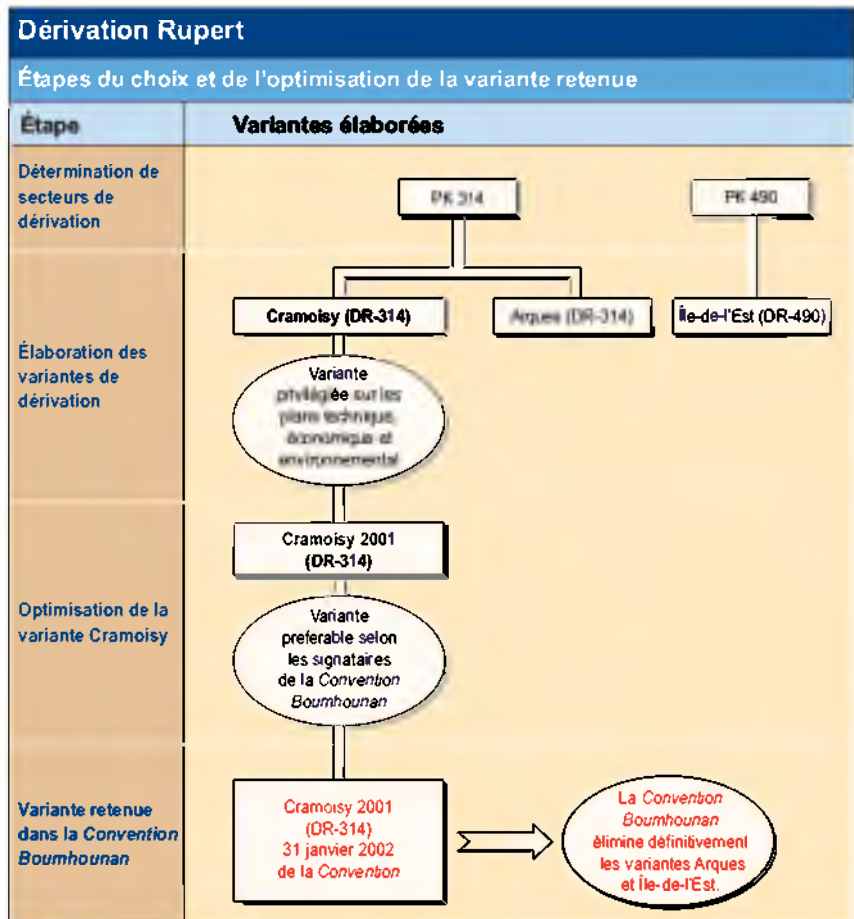 Dérivation Rupert
Étapes du choix et de l'optimisation de la variante retenue
Étape
Variantes élaborées
Détermination de
secteurs de
dérivation
PK 314
PK 490
Élaboration des
variantes de
dérivation
Cramoisy (DR-314)
Arques (DR-314)
Île-de-l'Est (DR-490)
Variante
privilégiée sur les
plans technique,
économique et
environnemental
Optimisation de la
variante Cramoisy
Cramoisy 2001
(DR-314)
Variante
preferable selon
les signataires
de la Convention
Boumhounan
Variante retenue
dans la Convention
Boumhounan
Cramoisy 2001
(DR-314)
31 janvier 2002
de la Convention
La Convention
Boumhounan
élimine définitivement
les variantes Arques
et Île-de-l'Est.